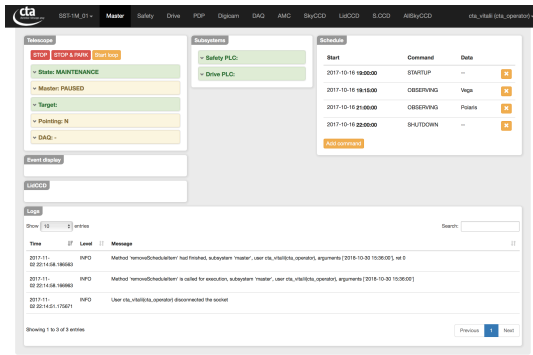 cta
SST-1M_01 Master Safety Drive PDP Digicam DAQ AMC SkyCCD LidCCD S.CCD AllSkyCCD cta_vitalii (cta_operator)
Telescope
STOP STOP & PARK Start loop
State: MAINTENANCE
Master: PAUSED
Target:
Pointing: N
DAQ: -
Subsystems
Safety PLC:
Drive PLC:
Schedule
Start Command Data
2017-10-16 19:00:00 STARTUP --
2017-10-16 19:15:00 OBSERVING Vega
2017-10-16 21:00:00 OBSERVING Polaris
2017-10-16 22:00:00 SHUTDOWN --
Add command
Event display
LidCCD
Logs
Show 10 entries Search:
Time Level Message
2017-11-
02 22:14:58.196563 INFO Method 'removeScheduleItem' had finished, subsystem 'master', user cta_vitalii(cta_operator), arguments ['2018-10-30 15:36:00'], ret 0
2017-11-
02 22:14:58.166983 INFO Method 'removeScheduleItem' is called for execution, subsystem 'master', user cta_vitalii(cta_operator), arguments ['2018-10-30 15:36:00']
2017-11-
02 22:14:51.175671 INFO User cta_vitalii(cta_operator) disconnected the socket
Showing 1 to 3 of 3 entries
Previous 1 Next